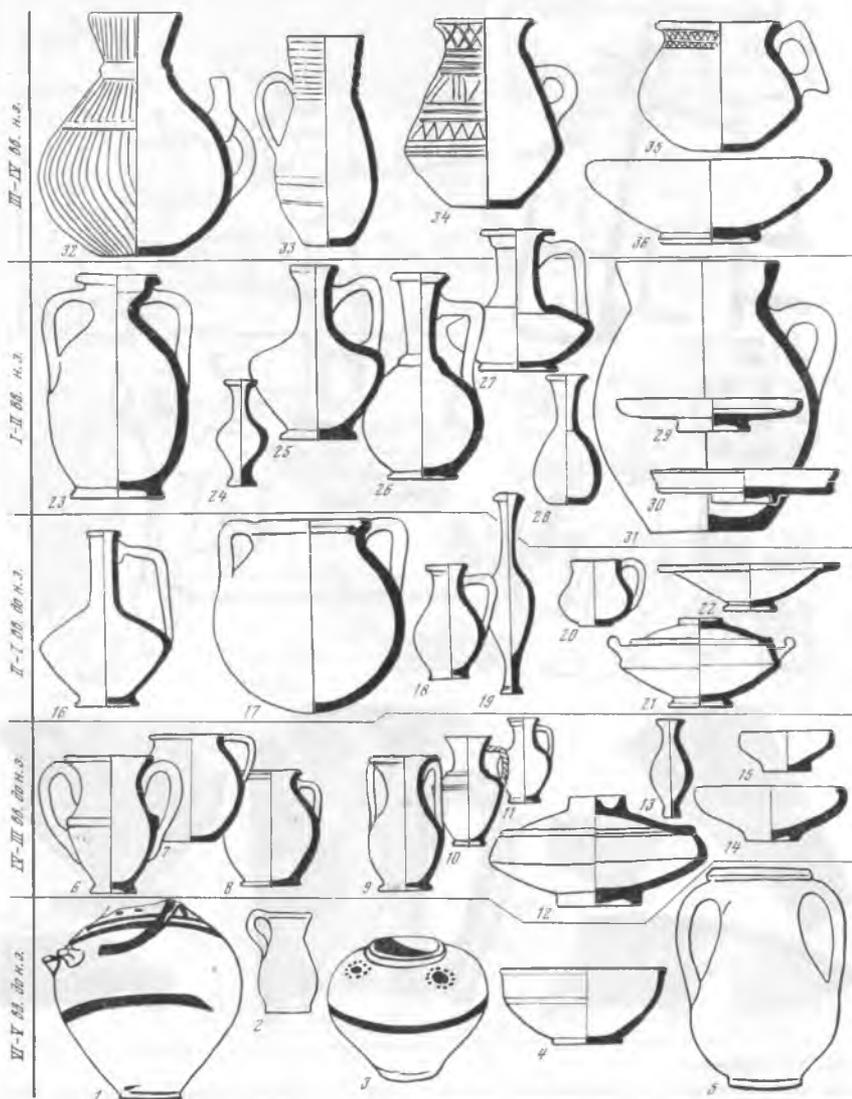 III-IV вв. н.э.
32 33 34 35
36
I-II вв. н.э.
23 24 25 26 27 28 29 30 31
II-I вв. до н.э.
16 17 18 19 20 21 22
IV-III вв. до н.э.
6 7 8 9 10 11 12 13 14 15
VI-V вв. до н.э.
1 2 3 4 5